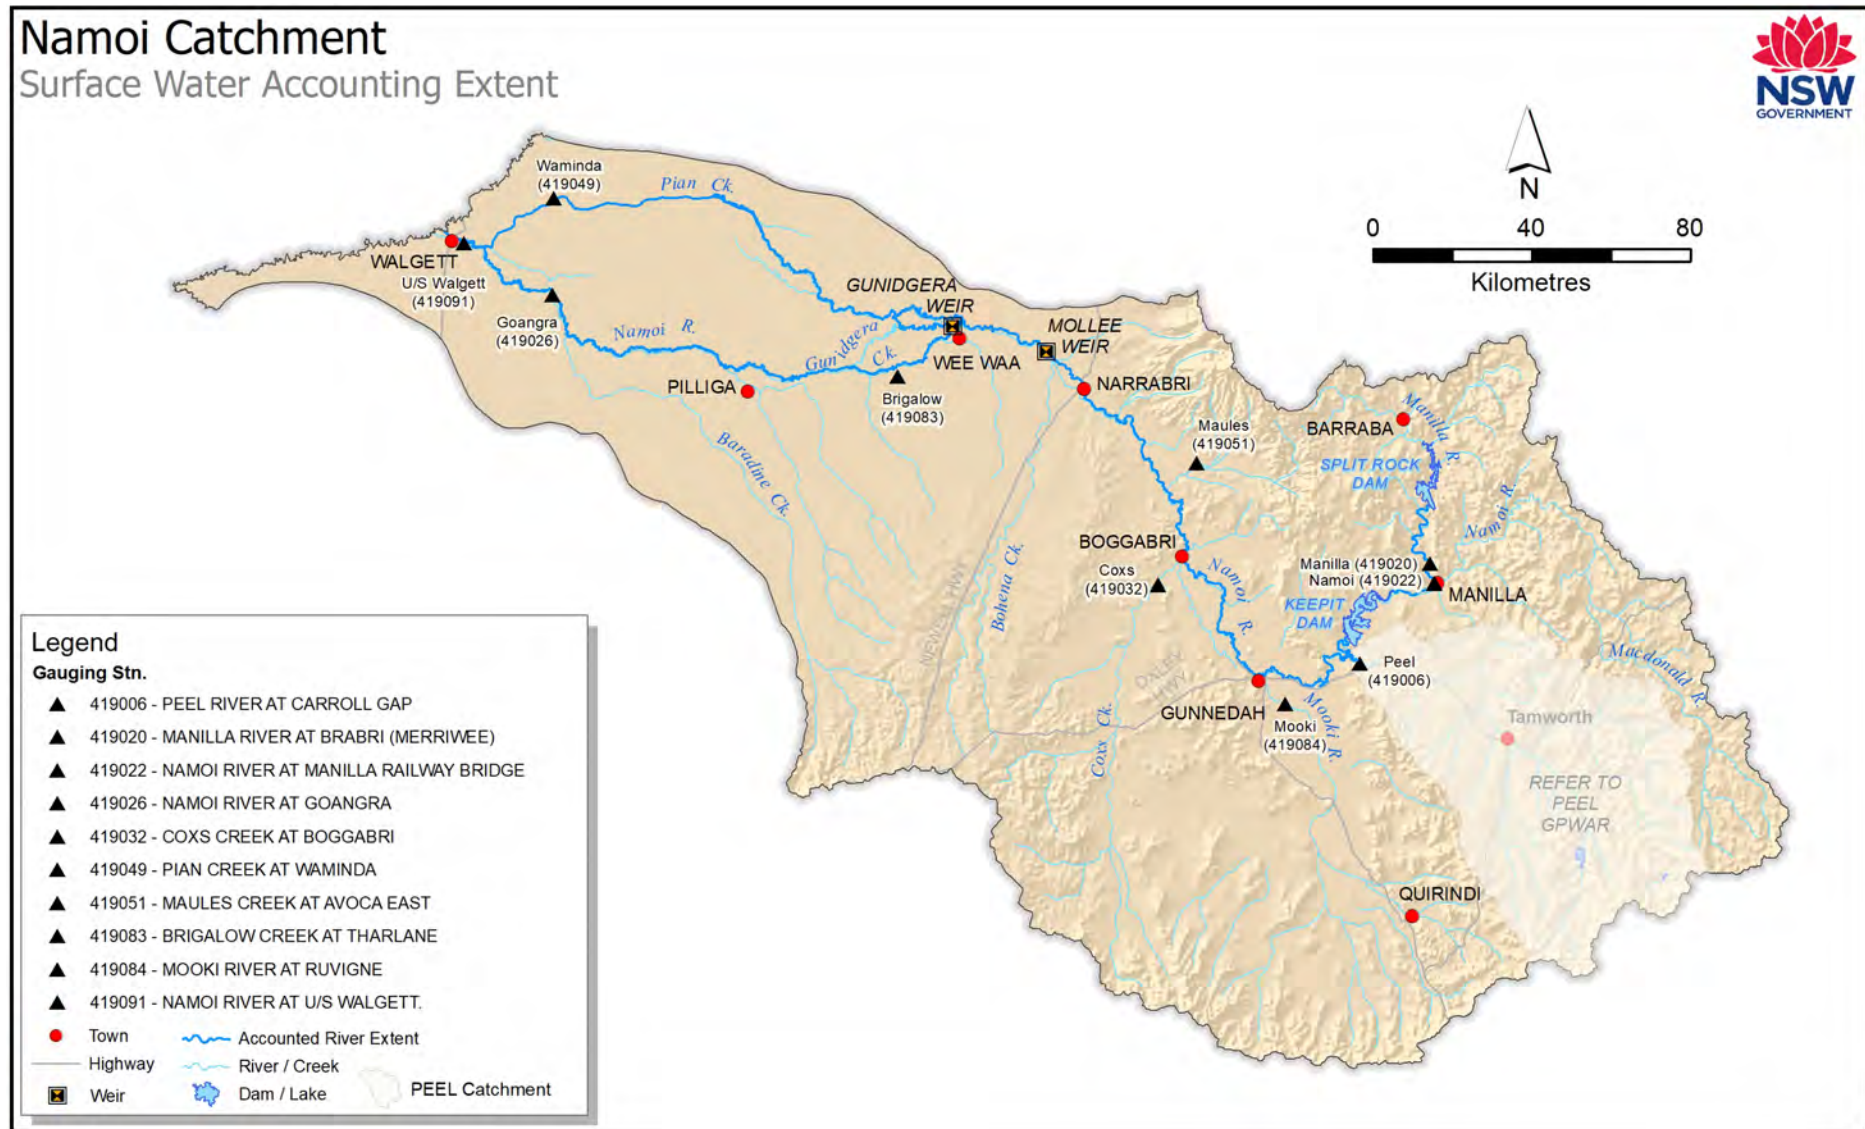 Namoi Catchment
Surface Water Accounting Extent
NSW
GOVERNMENT
N
0 40 80
Kilometres
Waminda
(419049)
Pian Ck.
WALGETT
U/S Walgett
(419091)
Goangra
(419026)
Namoi R.
GUNIDGERA
WEIR
MOLLEE
WEIR
Gunidgera
Ck.
WEE WAA
PILLIGA
Brigalow
(419083)
NARRABRI
Baradine Ck.
Maules
(419051)
BARRABA
Manilla R.
SPLIT ROCK
DAM
Namoi R.
BOGGABRI
Coxs
(419032)
Bohena Ck.
NEWELL HWY
Namoi R.
Manilla (419020)
Namoi (419022)
MANILLA
KEEPIT
DAM
Peel
(419006)
Macdonald R.
OXLEY
HWY
GUNNEDAH
Mooki
(419084)
Mooki R.
Coxs Ck.
Tamworth
REFER TO
PEEL
GPWAR
QUIRINDI
Legend
Gauging Stn.
419006 - PEEL RIVER AT CARROLL GAP
419020 - MANILLA RIVER AT BRABRI (MERRIWEE)
419022 - NAMOI RIVER AT MANILLA RAILWAY BRIDGE
419026 - NAMOI RIVER AT GOANGRA
419032 - COXS CREEK AT BOGGABRI
419049 - PIAN CREEK AT WAMINDA
419051 - MAULES CREEK AT AVOCA EAST
419083 - BRIGALOW CREEK AT THARLANE
419084 - MOOKI RIVER AT RUVIGNE
419091 - NAMOI RIVER AT U/S WALGETT.
Town
Accounted River Extent
Highway
River / Creek
Weir
Dam / Lake
PEEL Catchment